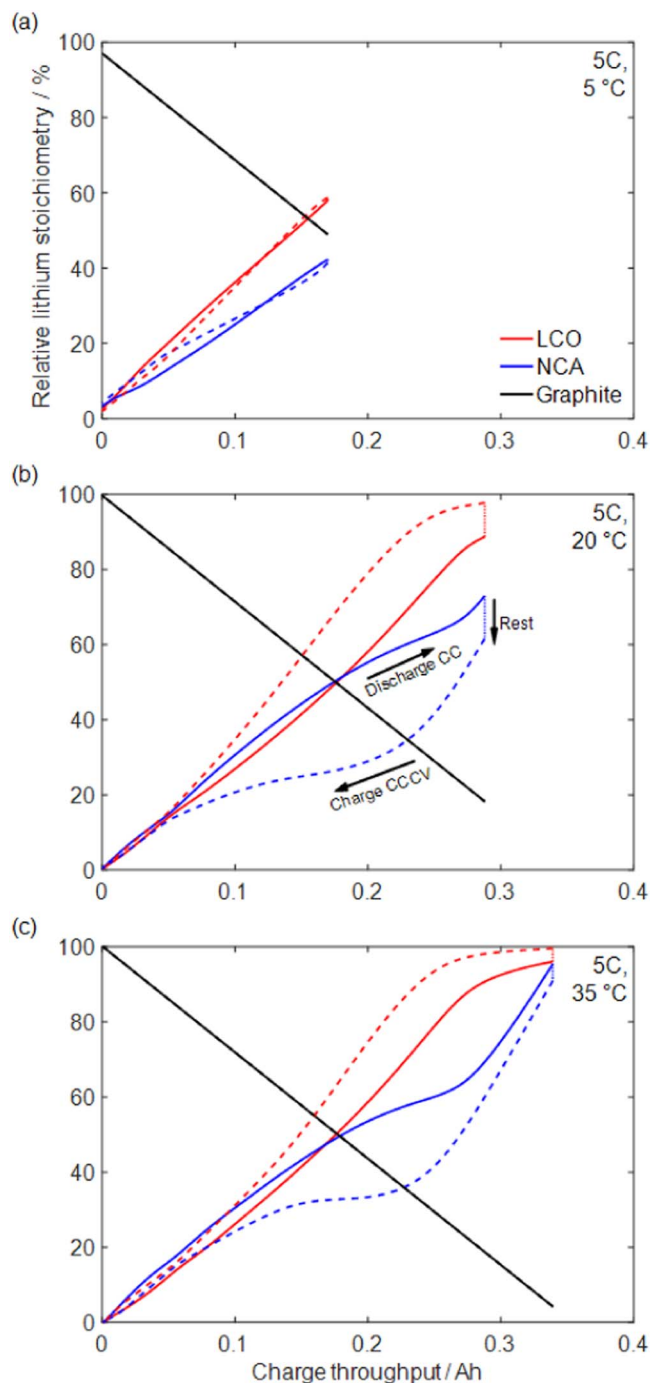 (a)
100
80
60
40
20
0
Relative lithium stoichiometry / %
5C,
5 °C
LCO
NCA
Graphite
0 0.1 0.2 0.3 0.4
(b)
100
80
60
40
20
0
5C,
20 °C
Rest
Discharge CC
Charge CCCV
0 0.1 0.2 0.3 0.4
(c)
100
80
60
40
20
0
5C,
35 °C
0 0.1 0.2 0.3 0.4
Charge throughput / Ah